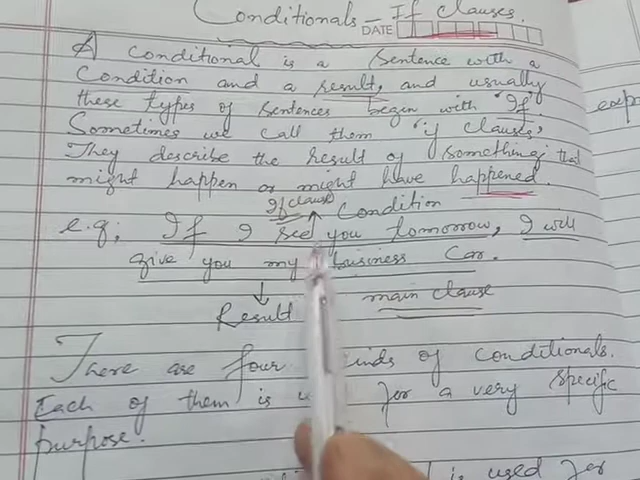 Conditionals - If clauses.
DATE
A conditional is a sentence with a
condition and a result, and usually
these types of sentences begin with "If".
Sometimes we call them 'if clauses'
They describe the result of something that
might happen or might have happened.
If clause Condition
e.g; If I see you tomorrow, I will
give you my business Car.
Result main clause
There are four kinds of conditionals.
Each of them is for a very specific
purpose.
is used for